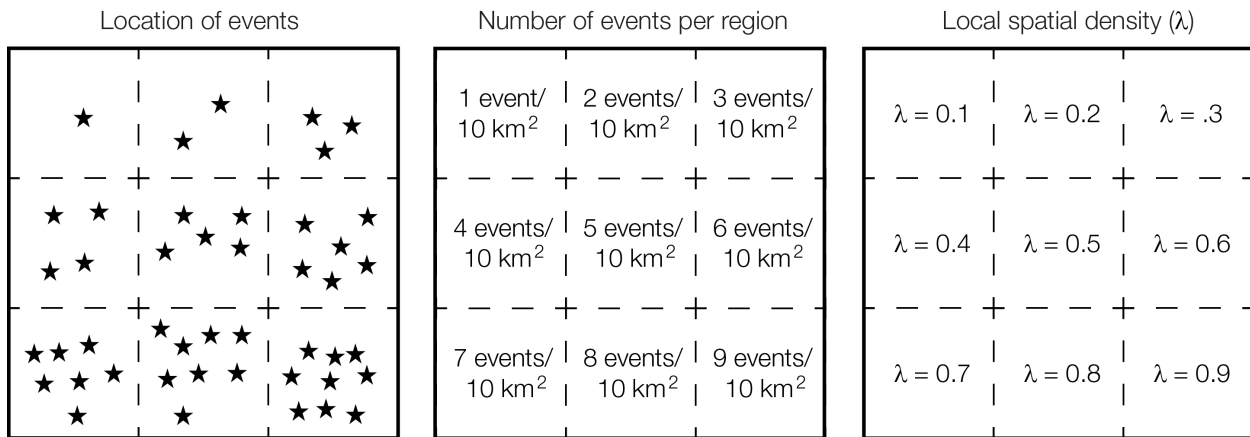 Location of events
Number of events per region
Local spatial density (λ)
1 event/
10 km²
2 events/
10 km²
3 events/
10 km²
λ = 0.1
λ = 0.2
λ = .3
4 events/
10 km²
5 events/
10 km²
6 events/
10 km²
λ = 0.4
λ = 0.5
λ = 0.6
7 events/
10 km²
8 events/
10 km²
9 events/
10 km²
λ = 0.7
λ = 0.8
λ = 0.9